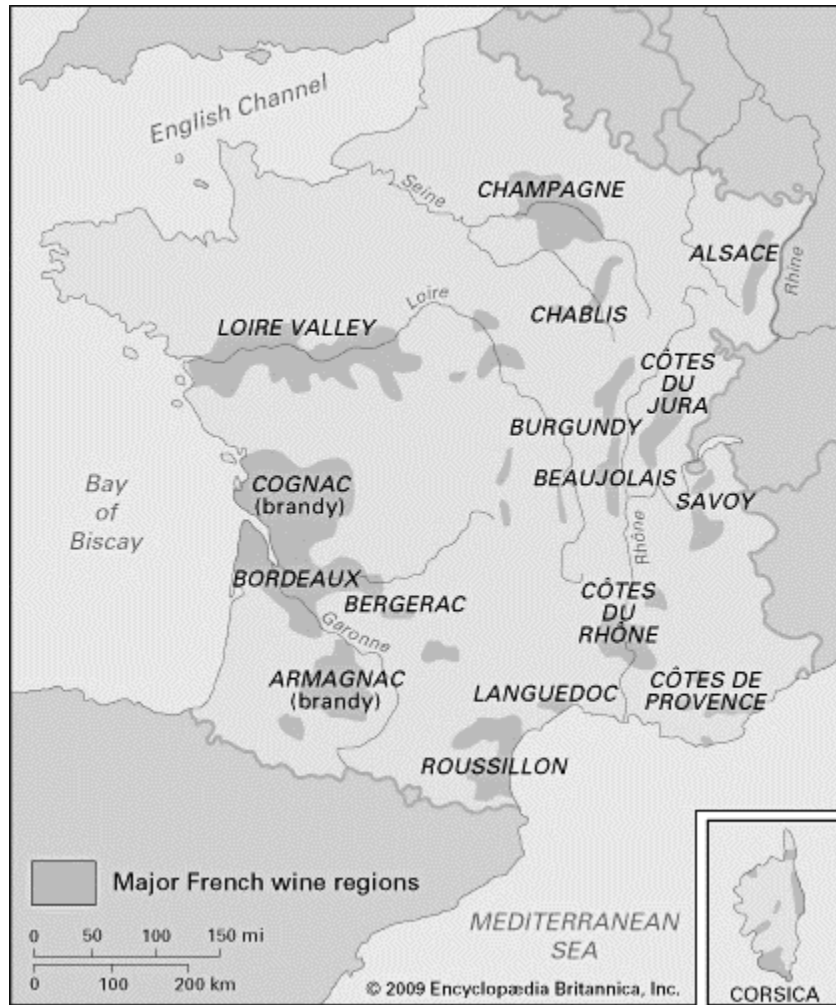 English Channel
Seine
CHAMPAGNE
ALSACE
Rhine
Loire
CHABLIS
LOIRE VALLEY
CÔTES
DU
JURA
BURGUNDY
BEAUJOLAIS
SAVOY
COGNAC
(brandy)
Bay
of
Biscay
Rhône
BORDEAUX
BERGERAC
CÔTES
DU
RHÔNE
Garonne
ARMAGNAC
(brandy)
LANGUEDOC
CÔTES DE
PROVENCE
ROUSSILLON
Major French wine regions
0 50 100 150 mi
0 100 200 km
MEDITERRANEAN
SEA
© 2009 Encyclopædia Britannica, Inc.
CORSICA